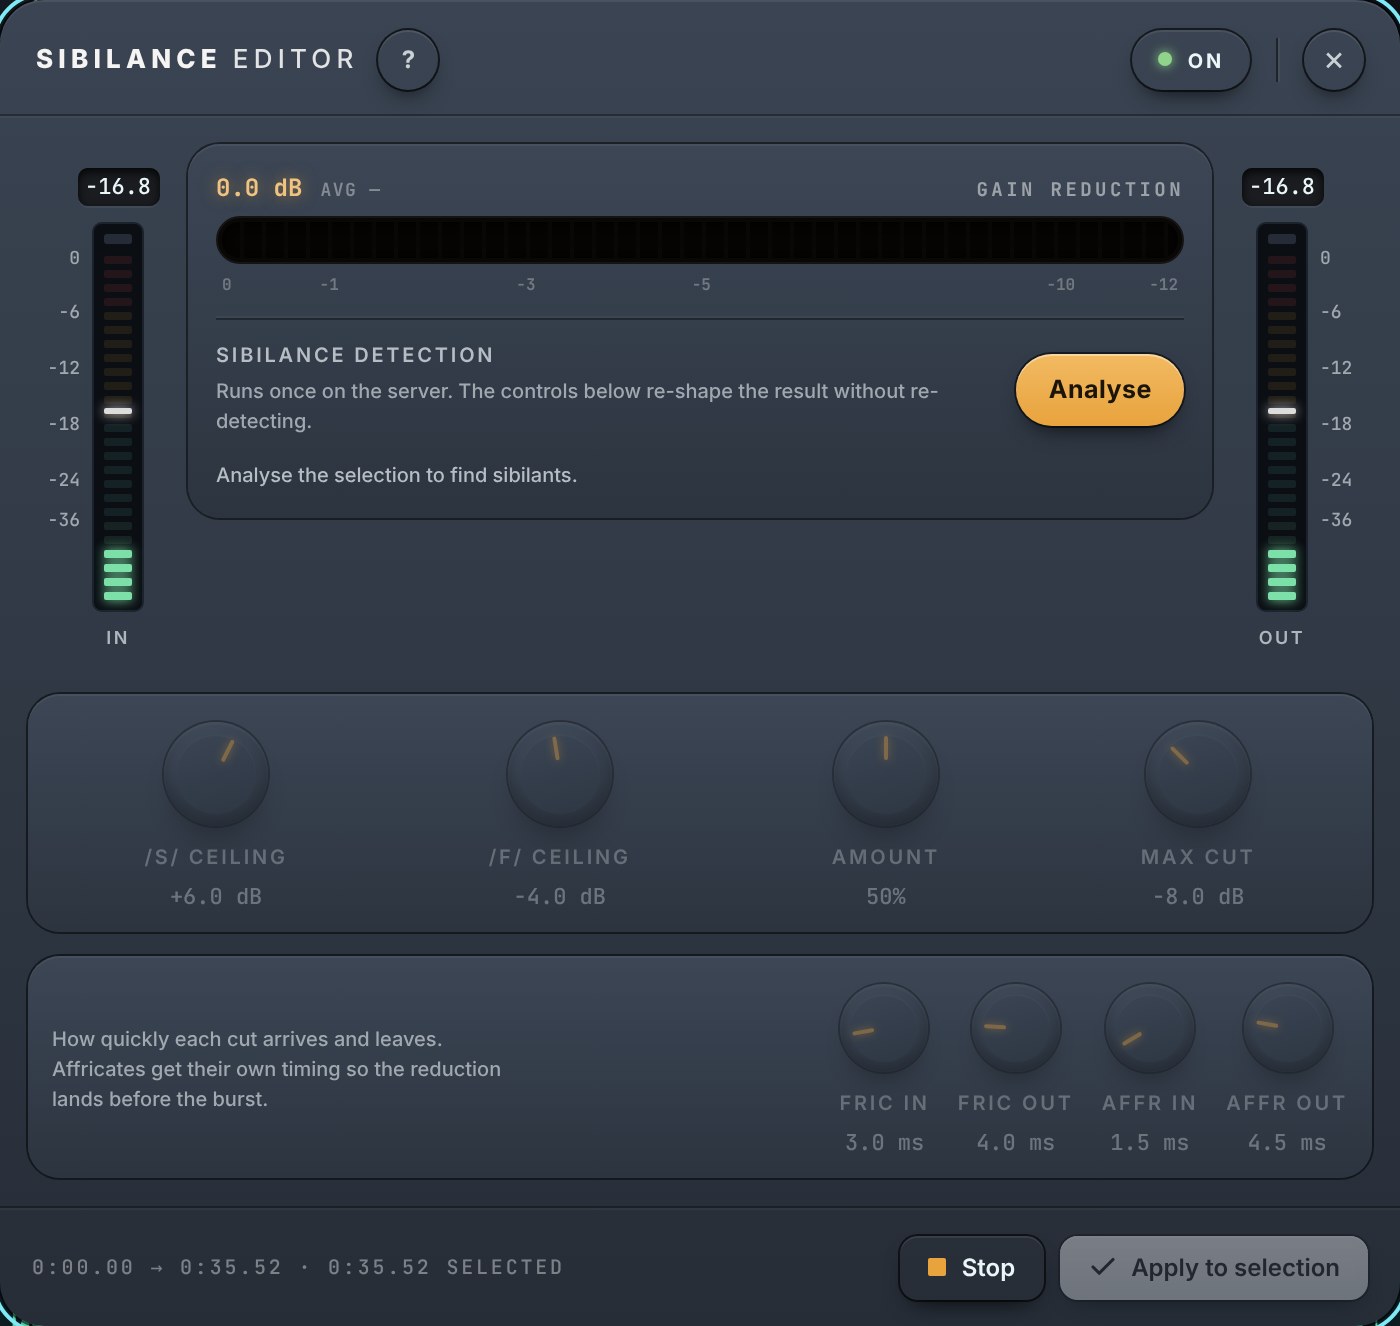 SIBILANCE EDITOR ? ON ✕
-16.8
0.0 dB AVG — GAIN REDUCTION
-16.8
0 -1 -3 -5 -10 -12
0
-6
-12
-18
-24
-36
IN
SIBILANCE DETECTION
Runs once on the server. The controls below re-shape the result without re-
detecting.
Analyse
Analyse the selection to find sibilants.
0
-6
-12
-18
-24
-36
OUT
/S/ CEILING /F/ CEILING AMOUNT MAX CUT
+6.0 dB -4.0 dB 50% -8.0 dB
How quickly each cut arrives and leaves.
Affricates get their own timing so the reduction
lands before the burst.
FRIC IN FRIC OUT AFFR IN AFFR OUT
3.0 ms 4.0 ms 1.5 ms 4.5 ms
0:00.00 → 0:35.52 · 0:35.52 SELECTED Stop Apply to selection